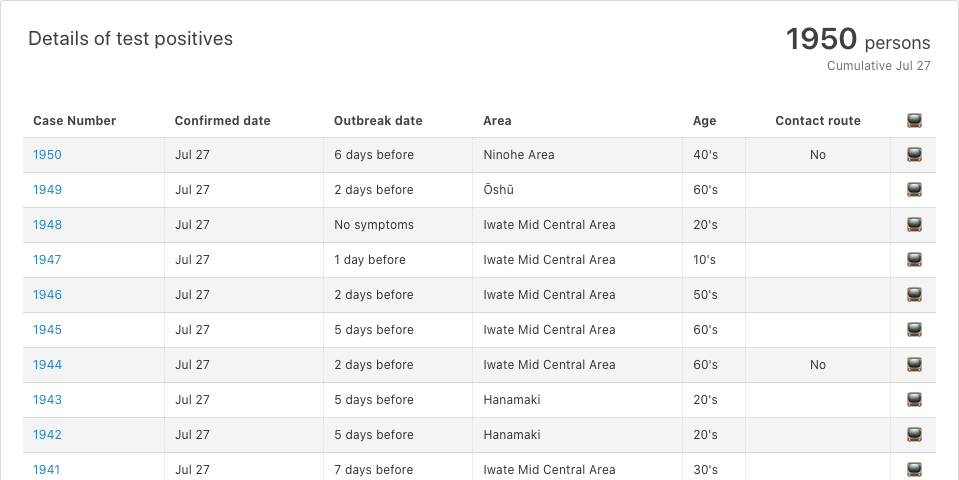 Details of test positives
1950 persons
Cumulative Jul 27
Case Number Confirmed date Outbreak date Area Age Contact route
1950 Jul 27 6 days before Ninohe Area 40's No
1949 Jul 27 2 days before Ōshū 60's
1948 Jul 27 No symptoms Iwate Mid Central Area 20's
1947 Jul 27 1 day before Iwate Mid Central Area 10's
1946 Jul 27 2 days before Iwate Mid Central Area 50's
1945 Jul 27 5 days before Iwate Mid Central Area 60's
1944 Jul 27 2 days before Iwate Mid Central Area 60's No
1943 Jul 27 5 days before Hanamaki 20's
1942 Jul 27 5 days before Hanamaki 20's
1941 Jul 27 7 days before Iwate Mid Central Area 30's